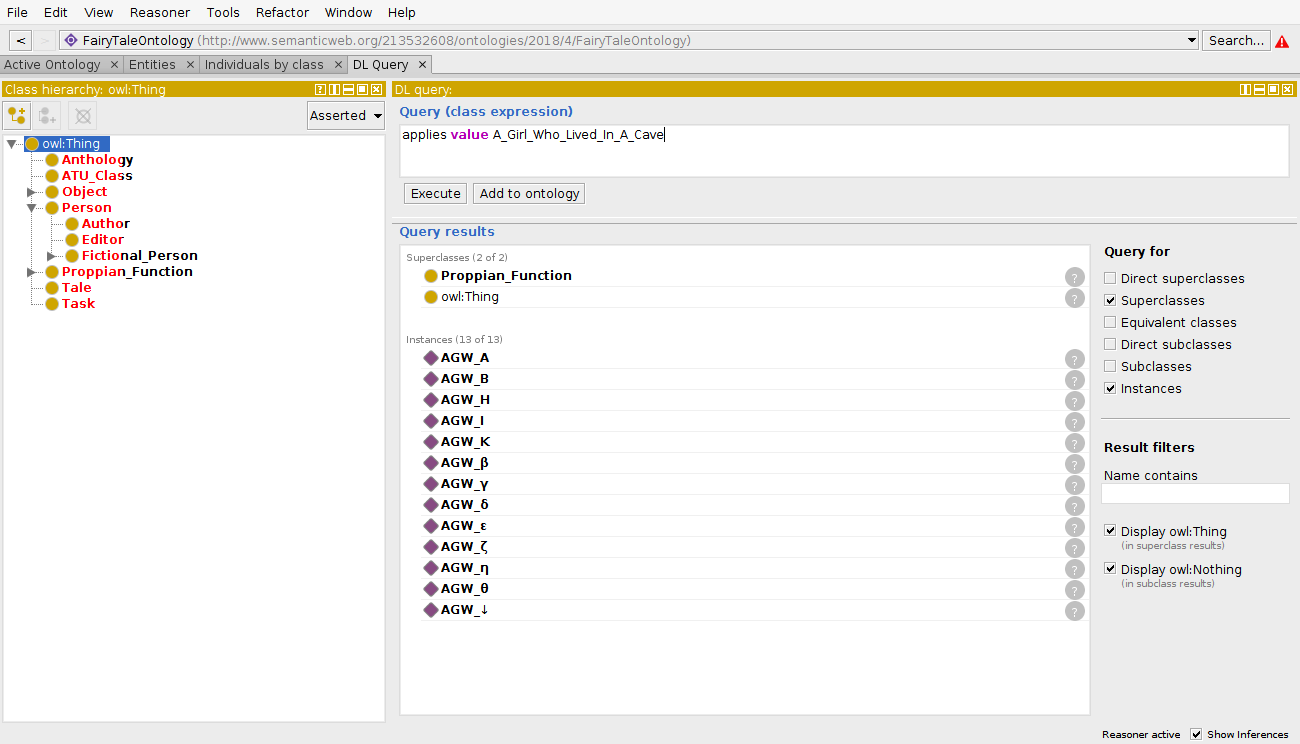 File Edit View Reasoner Tools Refactor Window Help
< > FairyTaleOntology (http://www.semanticweb.org/213532608/ontologies/2018/4/FairyTaleOntology) Search...
Active Ontology × Entities × Individuals by class × DL Query ×
Class hierarchy: owl:Thing
Asserted
owl:Thing
Anthology
ATU_Class
Object
Person
Author
Editor
Fictional_Person
Proppian_Function
Tale
Task
DL query:
Query (class expression)
applies value A_Girl_Who_Lived_In_A_Cave
Execute Add to ontology
Query results
Superclasses (2 of 2)
Proppian_Function ?
owl:Thing ?
Instances (13 of 13)
AGW_A ?
AGW_B ?
AGW_H ?
AGW_I ?
AGW_K ?
AGW_β ?
AGW_γ ?
AGW_δ ?
AGW_ε ?
AGW_ζ ?
AGW_η ?
AGW_θ ?
AGW_↓ ?
Query for
Direct superclasses
Superclasses
Equivalent classes
Direct subclasses
Subclasses
Instances
Result filters
Name contains
Display owl:Thing
(in superclass results)
Display owl:Nothing
(in subclass results)
Reasoner active Show Inferences